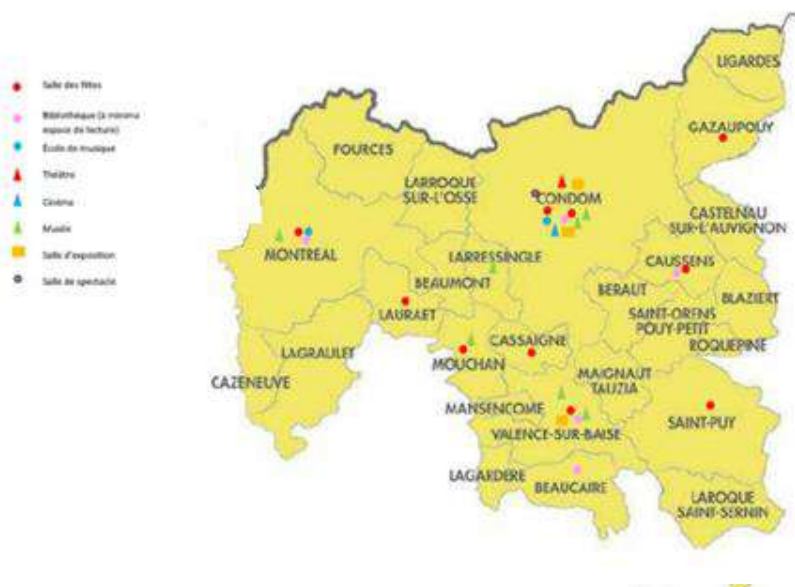 Salle des fêtes
Bibliothèque (à minima
espace de lecture)
École de musique
Théâtre
Cinéma
Musée
Salle d'exposition
Salle de spectacle
LIGARDES
GAZAUPOUY
FOURCES
LARROQUE
SUR-L'OSSE
CONDOM
CASTELNAU
SUR-L'AUVIGNON
MONTREAL
LARRESSINGLE
CAUSSENS
BEAUMONT
BERAUT
BLAZIERT
LAURAET
SAINT-ORENS
POUY-PETIT
ROQUEPINE
LAGRAULET
CASSAIGNE
MOUCHAN
CAZENEUVE
MAIGNAUT
TAUZIA
MANSENCOME
SAINT-PUY
VALENCE-SUR-BAISE
LAGARDERE
BEAUCAIRE
LAROQUE
SAINT-SERNIN